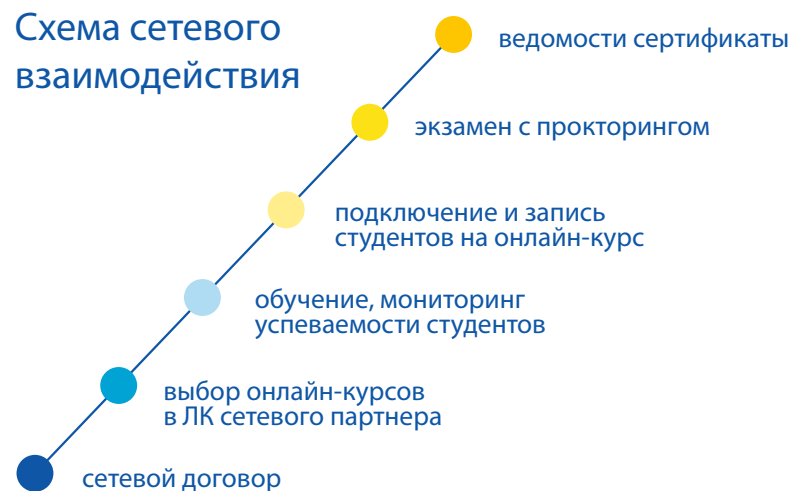 Схема сетевого
взаимодействия
ведомости сертификаты
экзамен с прокторингом
подключение и запись
студентов на онлайн-курс
обучение, мониторинг
успеваемости студентов
выбор онлайн-курсов
в ЛК сетевого партнера
сетевой договор